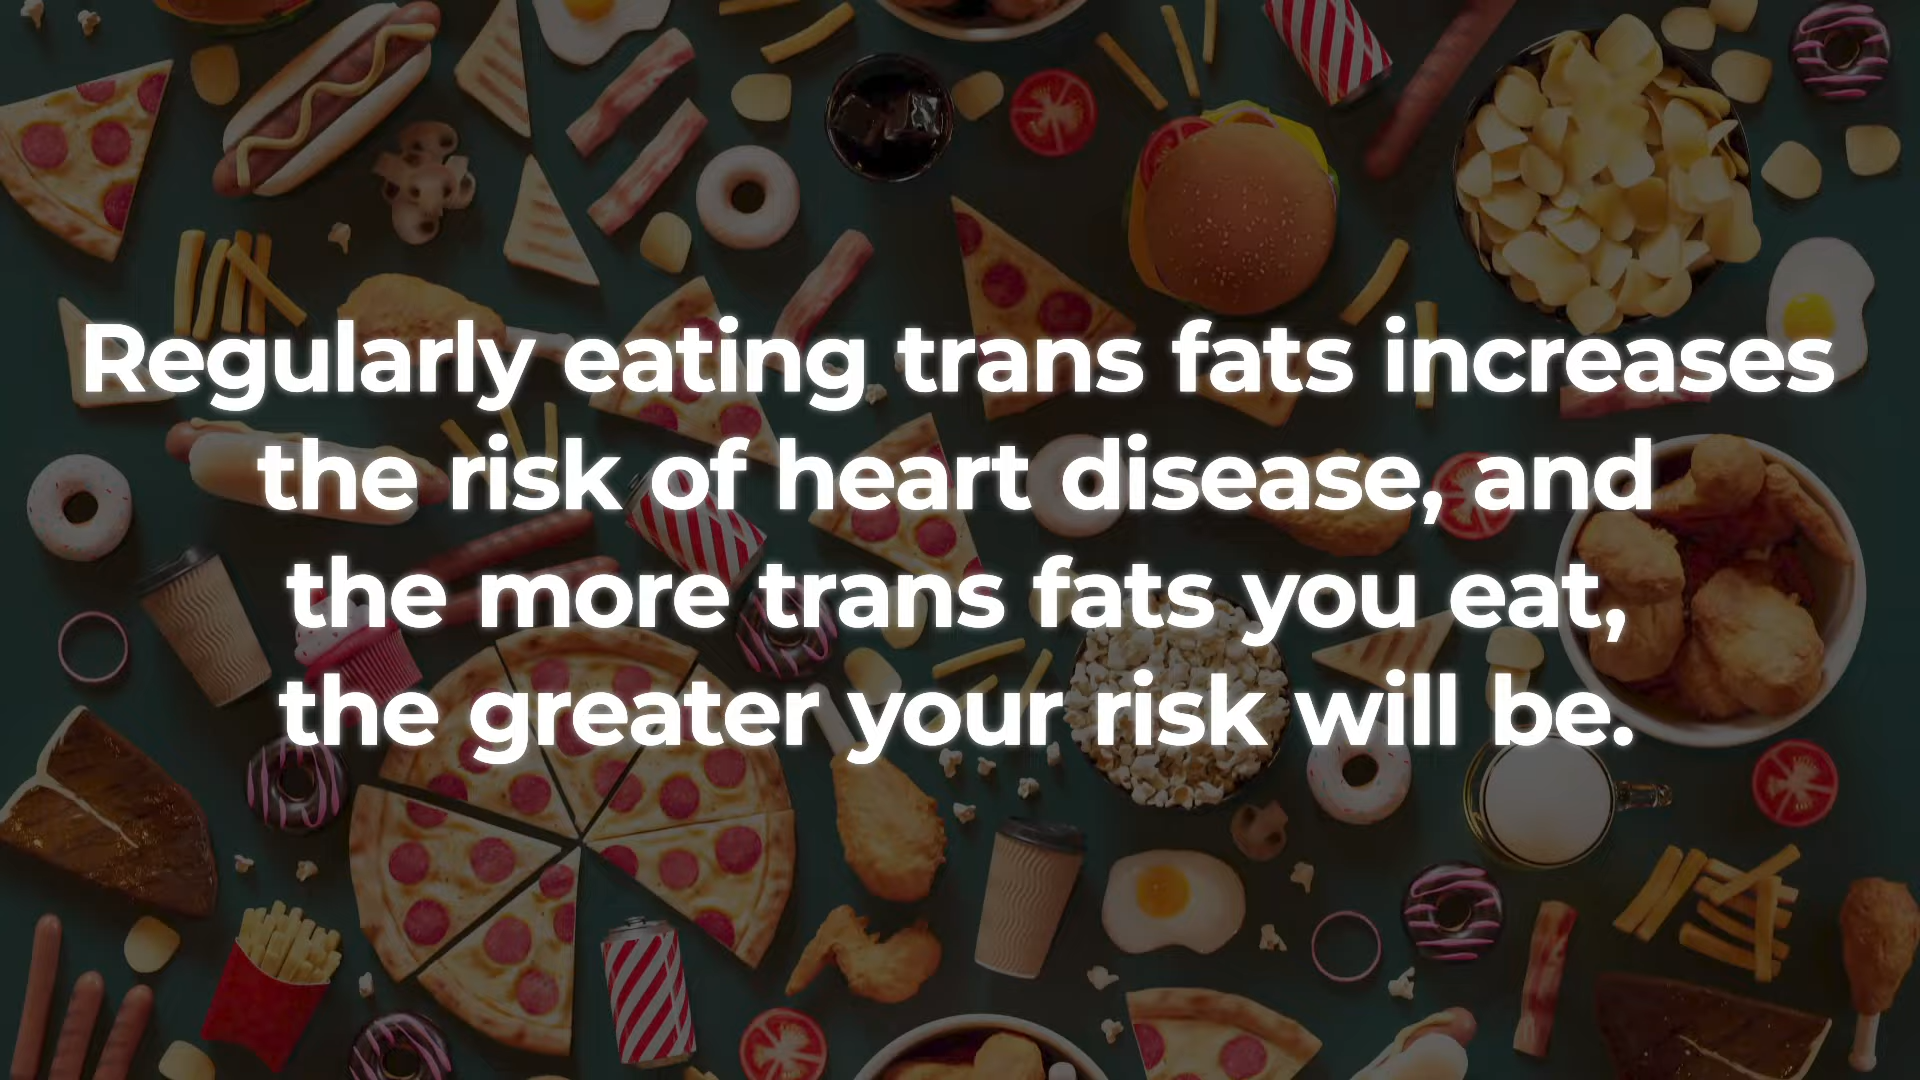 Regularly eating trans fats increases
the risk of heart disease, and
the more trans fats you eat,
the greater your risk will be.